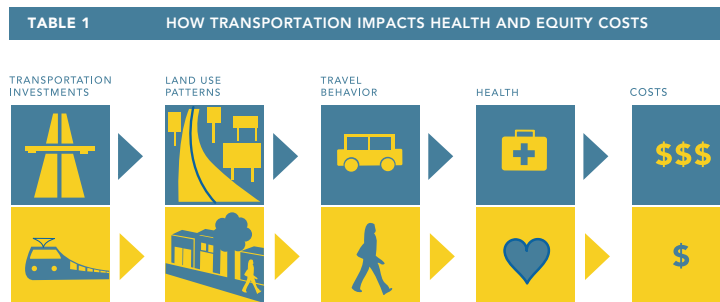 TABLE 1 HOW TRANSPORTATION IMPACTS HEALTH AND EQUITY COSTS
TRANSPORTATION INVESTMENTS
LAND USE PATTERNS
TRAVEL BEHAVIOR
HEALTH
COSTS
$$$
$